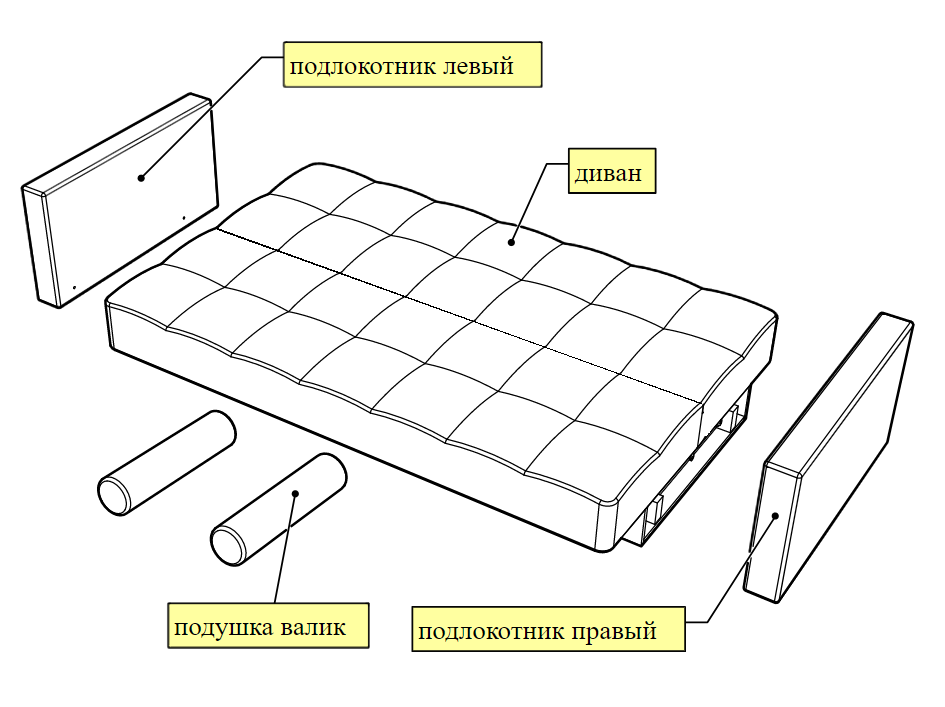 подлокотник левый
диван
подушка валик
подлокотник правый